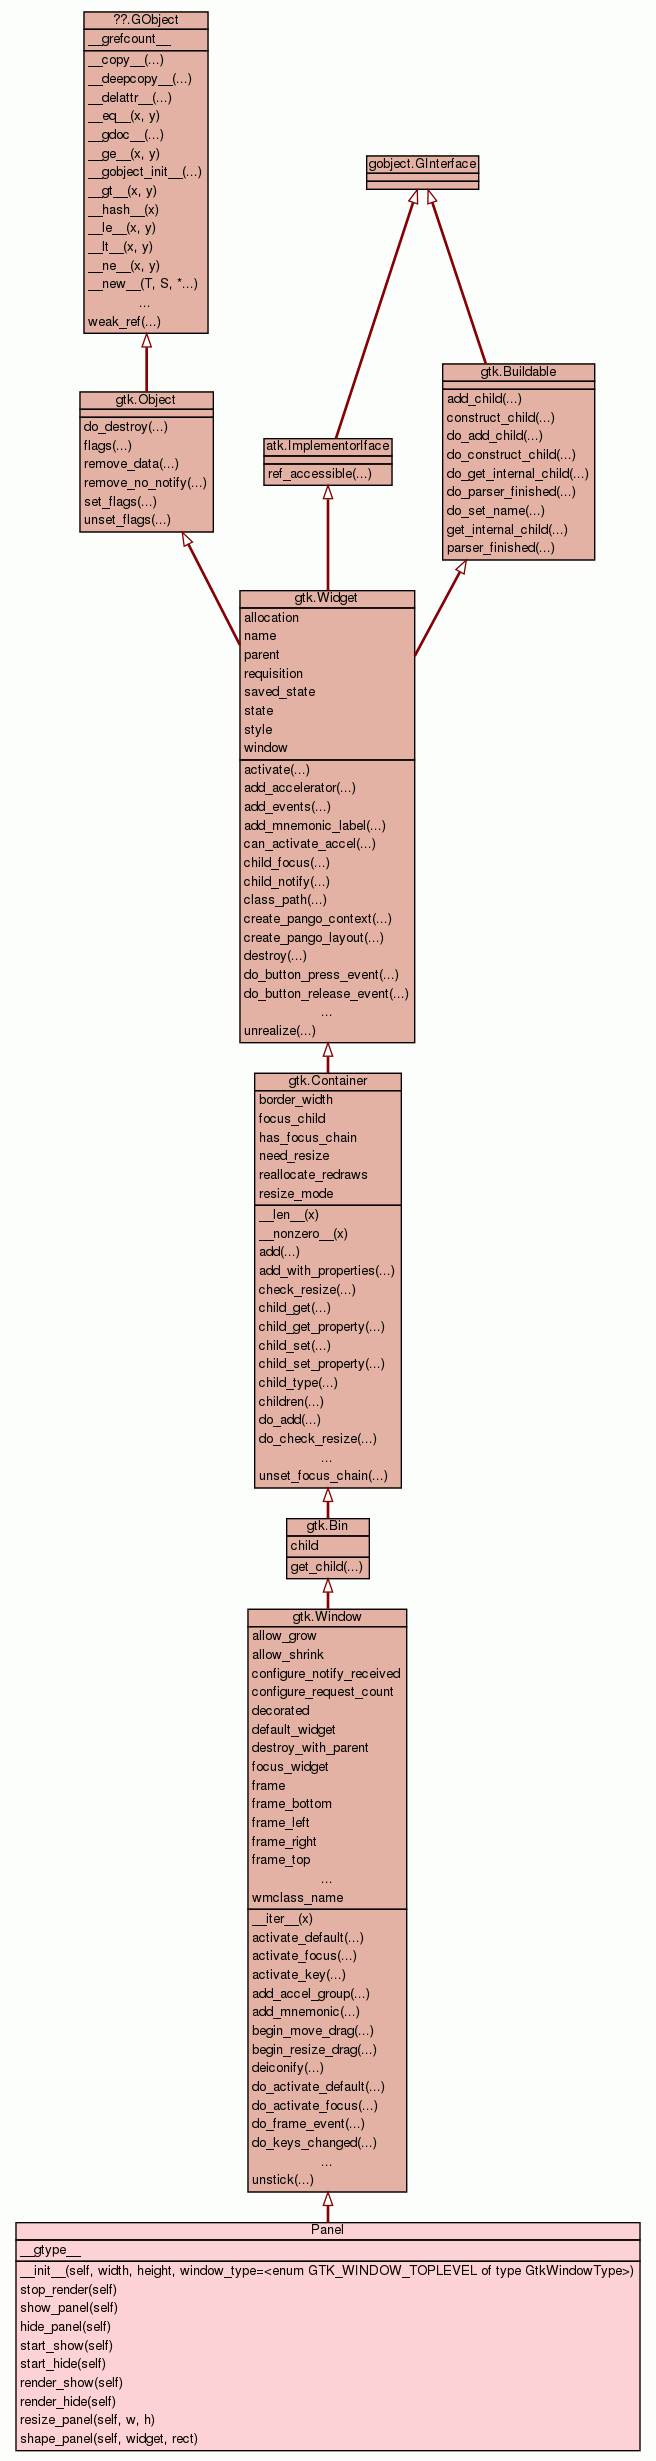 ??.GObject
__grefcount__
__copy__(...)
__deepcopy__(...)
__delattr__(...)
__eq__(x, y)
__gdoc__(...)
__ge__(x, y)
__gobject_init__(...)
__gt__(x, y)
__hash__(x)
__le__(x, y)
__lt__(x, y)
__ne__(x, y)
__new__(T, S, *...)
...
weak_ref(...)
gobject.GInterface
gtk.Object
do_destroy(...)
flags(...)
remove_data(...)
remove_no_notify(...)
set_flags(...)
unset_flags(...)
atk.ImplementorIface
ref_accessible(...)
gtk.Buildable
add_child(...)
construct_child(...)
do_add_child(...)
do_construct_child(...)
do_get_internal_child(...)
do_parser_finished(...)
do_set_name(...)
get_internal_child(...)
parser_finished(...)
gtk.Widget
allocation
name
parent
requisition
saved_state
state
style
window
activate(...)
add_accelerator(...)
add_events(...)
add_mnemonic_label(...)
can_activate_accel(...)
child_focus(...)
child_notify(...)
class_path(...)
create_pango_context(...)
create_pango_layout(...)
destroy(...)
do_button_press_event(...)
do_button_release_event(...)
...
unrealize(...)
gtk.Container
border_width
focus_child
has_focus_chain
need_resize
reallocate_redraws
resize_mode
__len__(x)
__nonzero__(x)
add(...)
add_with_properties(...)
check_resize(...)
child_get(...)
child_get_property(...)
child_set(...)
child_set_property(...)
child_type(...)
children(...)
do_add(...)
do_check_resize(...)
...
unset_focus_chain(...)
gtk.Bin
child
get_child(...)
gtk.Window
allow_grow
allow_shrink
configure_notify_received
configure_request_count
decorated
default_widget
destroy_with_parent
focus_widget
frame
frame_bottom
frame_left
frame_right
frame_top
...
wmclass_name
__iter__(x)
activate_default(...)
activate_focus(...)
activate_key(...)
add_accel_group(...)
add_mnemonic(...)
begin_move_drag(...)
begin_resize_drag(...)
deiconify(...)
do_activate_default(...)
do_activate_focus(...)
do_frame_event(...)
do_keys_changed(...)
...
unstick(...)
Panel
__gtype__
__init__(self, width, height, window_type=<enum GTK_WINDOW_TOPLEVEL of type GtkWindowType>)
stop_render(self)
show_panel(self)
hide_panel(self)
start_show(self)
start_hide(self)
render_show(self)
render_hide(self)
resize_panel(self, w, h)
shape_panel(self, widget, rect)